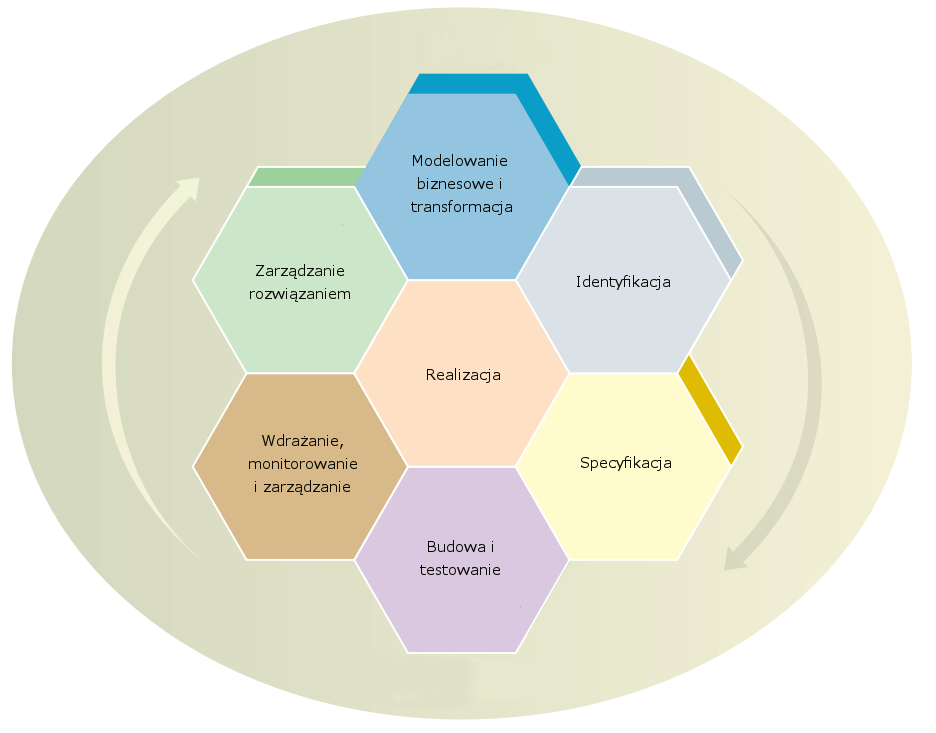 Modelowanie
biznesowe i
transformacja
Zarządzanie
rozwiązaniem
Identyfikacja
Realizacja
Wdrażanie,
monitorowanie
i zarządzanie
Specyfikacja
Budowa i
testowanie